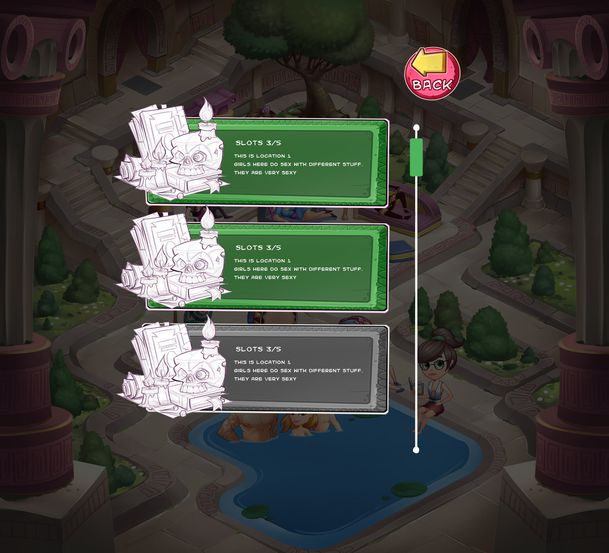 BACK
SLOTS 3/5
THIS IS LOCATION 1
GIRLS HERE DO SEX WITH DIFFERENT STUFF.
THEY ARE VERY SEXY
SLOTS 3/5
THIS IS LOCATION 1
GIRLS HERE DO SEX WITH DIFFERENT STUFF.
THEY ARE VERY SEXY
SLOTS 3/5
THIS IS LOCATION 1
GIRLS HERE DO SEX WITH DIFFERENT STUFF.
THEY ARE VERY SEXY